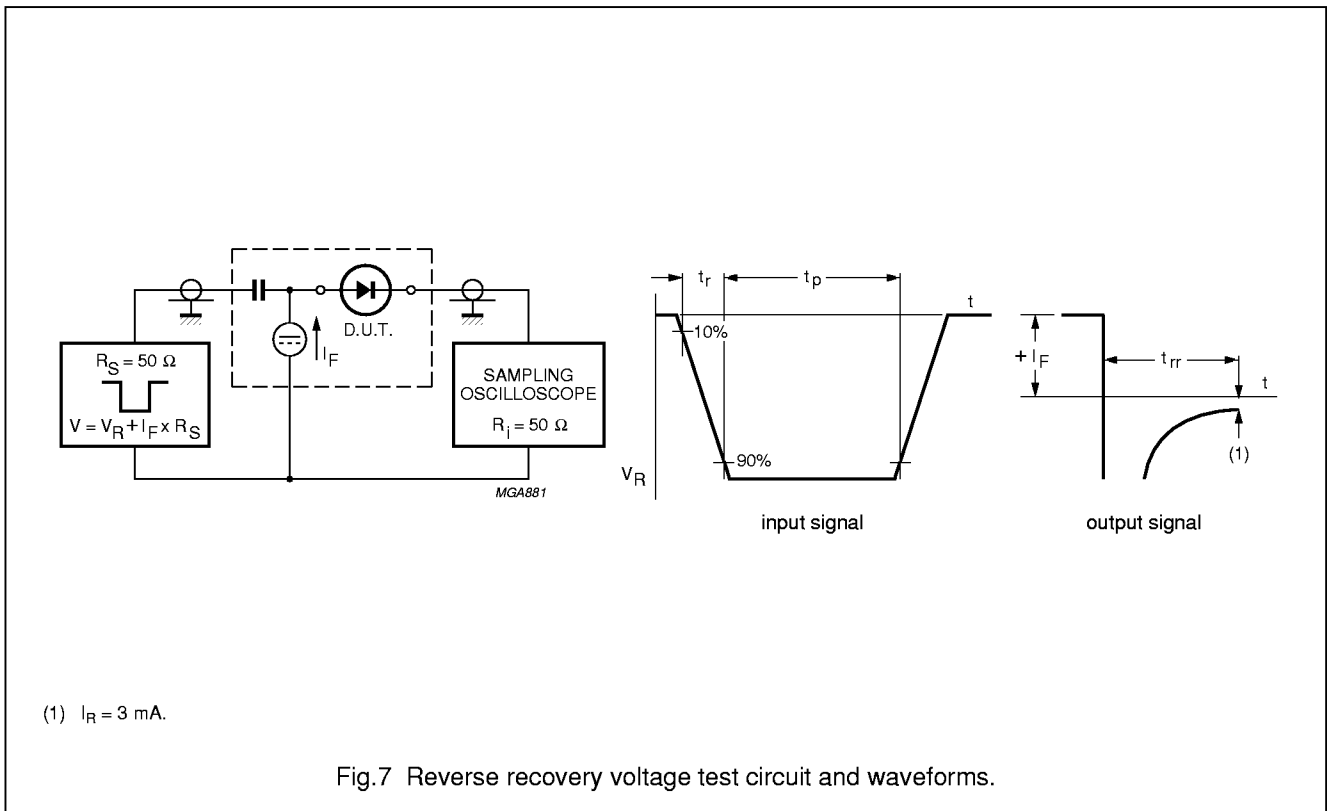 D.U.T.
I_F
R_S = 50 Ω
V = V_R + I_F x R_S
SAMPLING
OSCILLOSCOPE
R_i = 50 Ω
MGA881
t_r
t_p
t
10%
90%
V_R
input signal
+ I_F
t_rr
t
(1)
output signal
(1) I_R = 3 mA.
Fig.7 Reverse recovery voltage test circuit and waveforms.